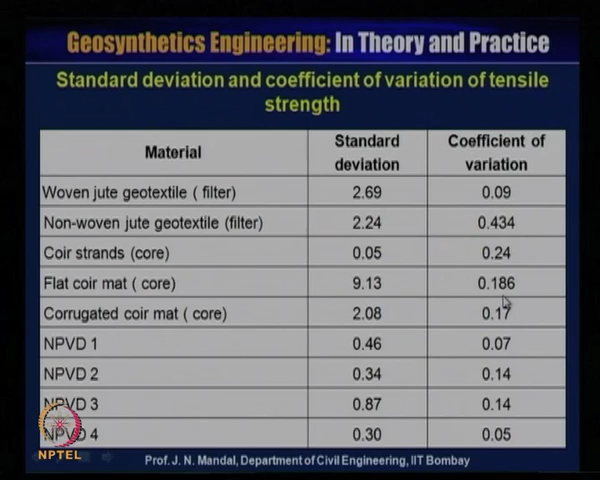 Geosynthetics Engineering: In Theory and Practice
Standard deviation and coefficient of variation of tensile
strength
Material Standard deviation Coefficient of variation
Woven jute geotextile ( filter) 2.69 0.09
Non-woven jute geotextile (filter) 2.24 0.434
Coir strands (core) 0.05 0.24
Flat coir mat ( core) 9.13 0.186
Corrugated coir mat ( core) 2.08 0.17
NPVD 1 0.46 0.07
NPVD 2 0.34 0.14
NPVD 3 0.87 0.14
NPVD 4 0.30 0.05
NPTEL
Prof. J. N. Mandal, Department of Civil Engineering, IIT Bombay